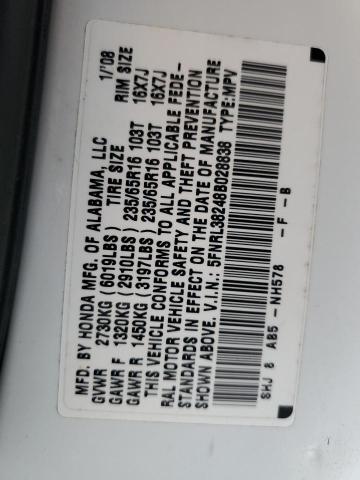 MFD. BY HONDA MFG. OF ALABAMA, LLC 1/'08
GVWR 2730KG (6019LBS) TIRE SIZE RIM SIZE
GAWR F 1320KG (2910LBS) 235/65R16 103T 16X7J
GAWR R 1450KG (3197LBS) 235/65R16 103T 16X7J
THIS VEHICLE CONFORMS TO ALL APPLICABLE FEDE-
RAL MOTOR VEHICLE SAFETY AND THEFT PREVENTION
STANDARDS IN EFFECT ON THE DATE OF MANUFACTURE
SHOWN ABOVE. V.I.N.: 5FNRL38248B028838 TYPE:MPV
SHJ 8 A85 -NH578 -F -B